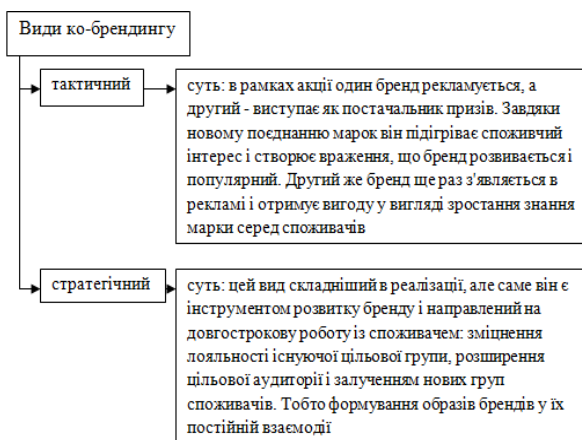 Види ко-брендингу
тактичний
суть: в рамках акції один бренд рекламується, а
другий - виступає як постачальник призів. Завдяки
новому поєднанню марок він підігріває споживчий
інтерес і створює враження, що бренд розвивається і
популярний. Другий же бренд ще раз з'являється в
рекламі і отримує вигоду у вигляді зростання знання
марки серед споживачів
стратегічний
суть: цей вид складніший в реалізації, але саме він є
інструментом розвитку бренду і направлений на
довгострокову роботу із споживачем: зміцнення
лояльності існуючої цільової групи, розширення
цільової аудиторії і залученням нових груп
споживачів. Тобто формування образів брендів у їх
постійній взаємодії